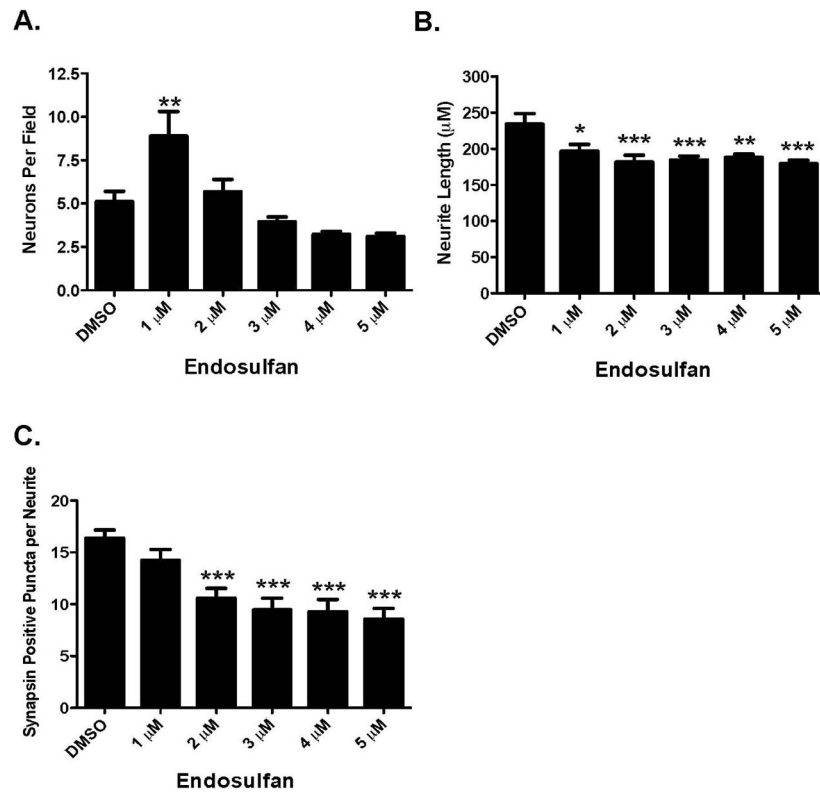 A.
Neurons Per Field
12.5
10.0
7.5
5.0
2.5
0.0
**
DMSO
1 μM
2 μM
3 μM
4 μM
5 μM
Endosulfan
B.
Neurite Length (μM)
300
250
200
150
100
50
0
*
***
***
**
***
DMSO
1 μM
2 μM
3 μM
4 μM
5 μM
Endosulfan
C.
Synapsin Positive Puncta per Neurite
20
15
10
5
0
***
***
***
***
DMSO
1 μM
2 μM
3 μM
4 μM
5 μM
Endosulfan